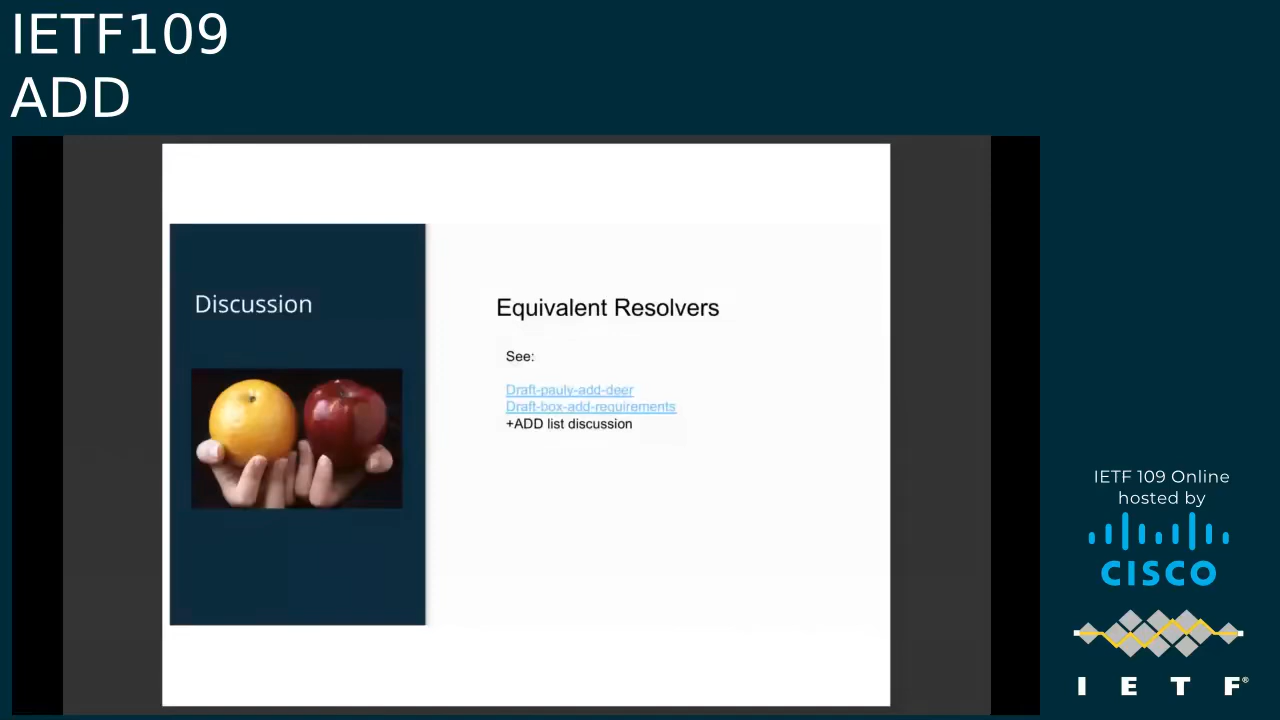 IETF109
ADD
Discussion
Equivalent Resolvers
See:
Draft-pauly-add-deer
Draft-box-add-requirements
+ADD list discussion
IETF 109 Online
hosted by
CISCO
I E T F®